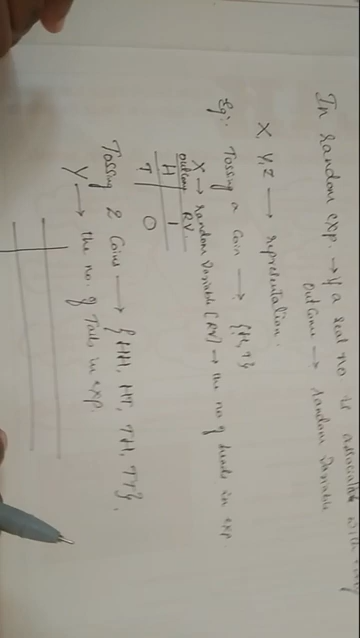 In random exp. → if a real no is associated with every
outcome → random variable
X, Y, Z → representation.
Eg: Tossing a coin → {H, T}
X → random variable (RV) → the no of heads in exp.
outcome RV
H 1
T 0
Tossing 2 coins → {HH, HT, TH, TT},
Y → the no. of Tails in exp.